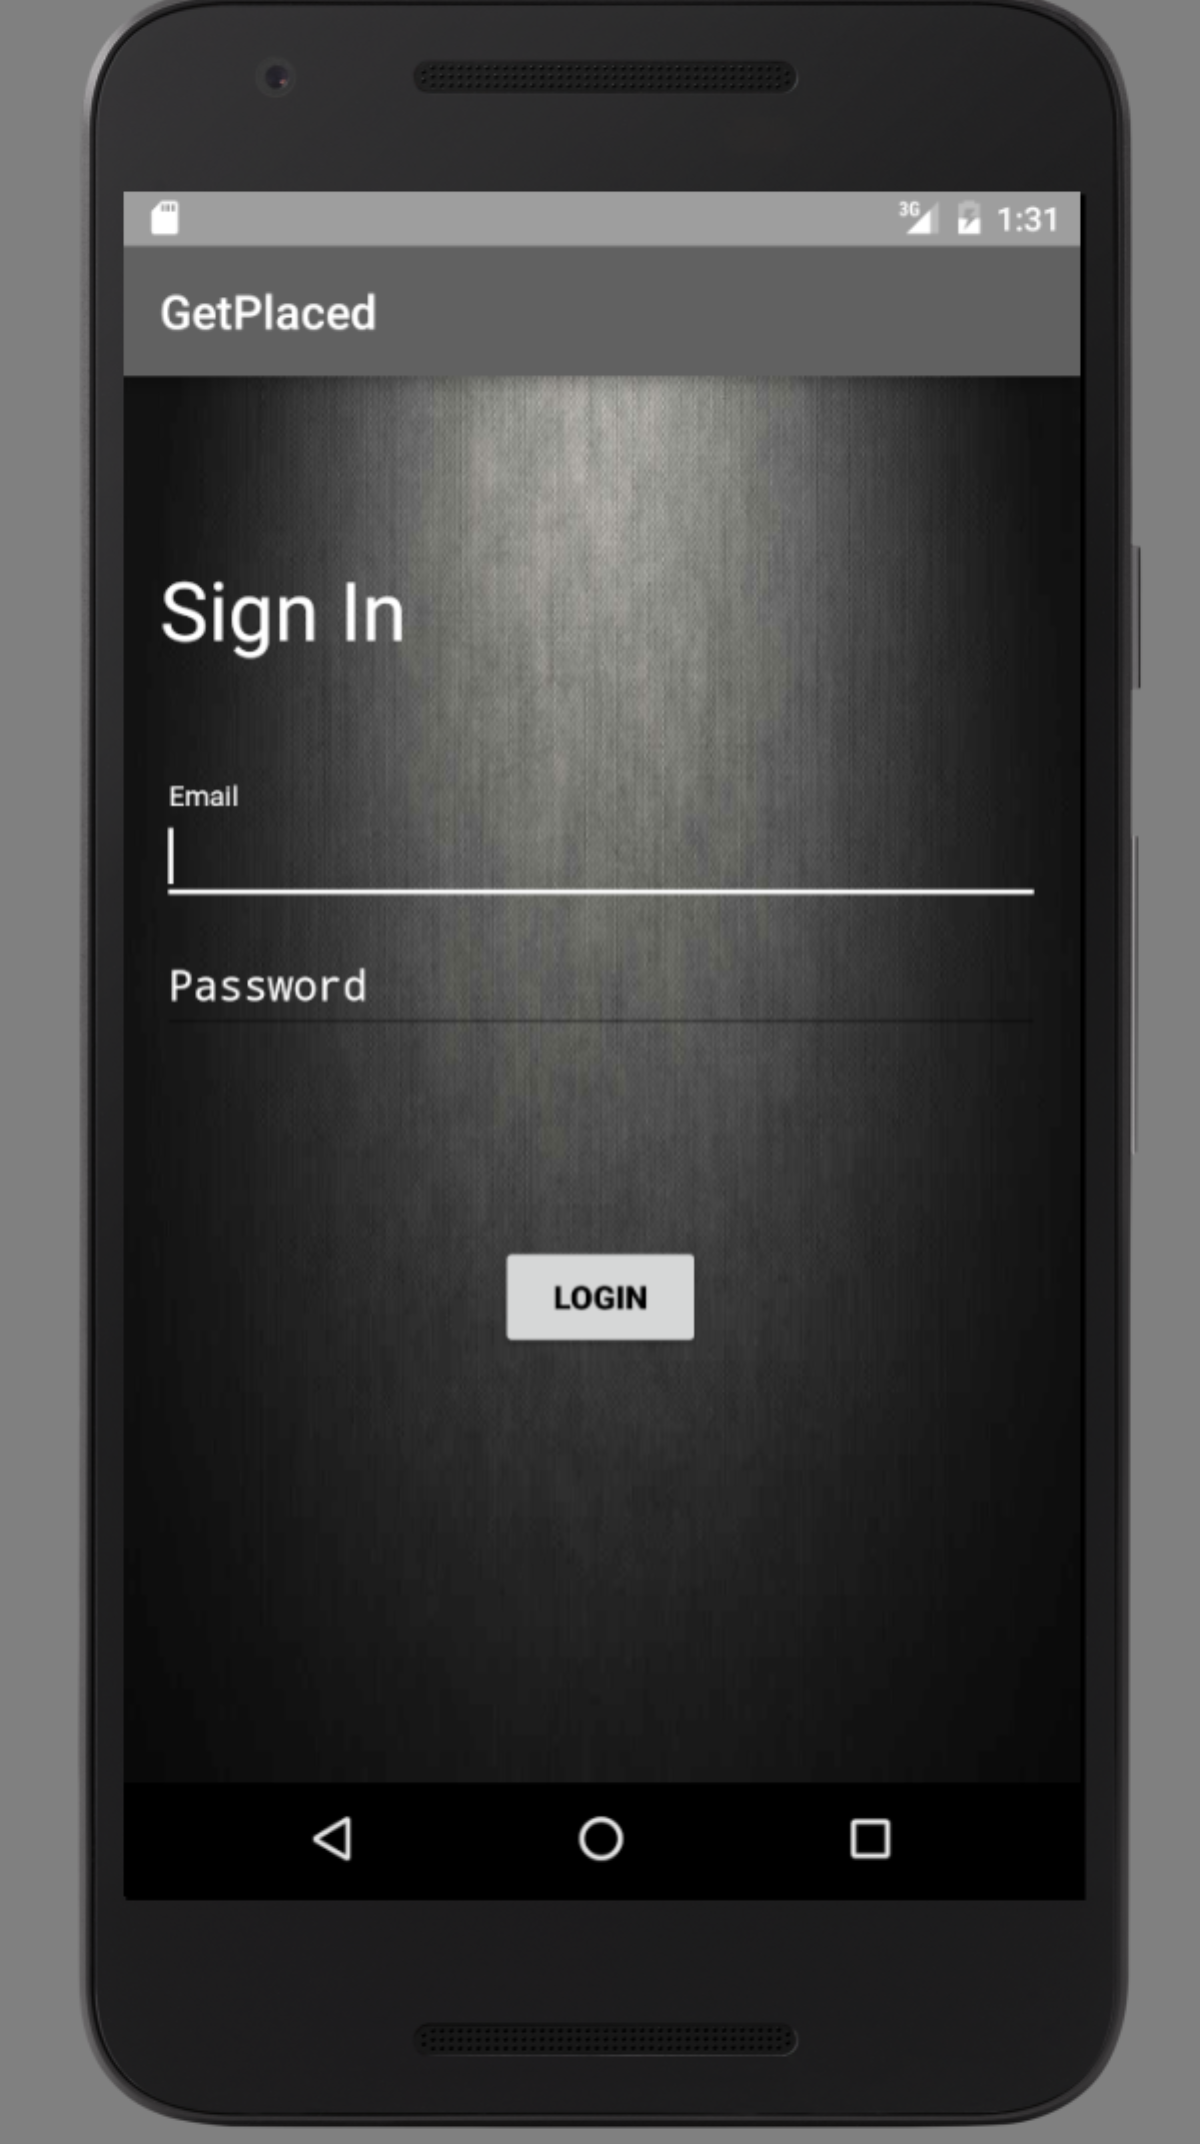 3G 1:31
GetPlaced
Sign In
Email
Password
LOGIN